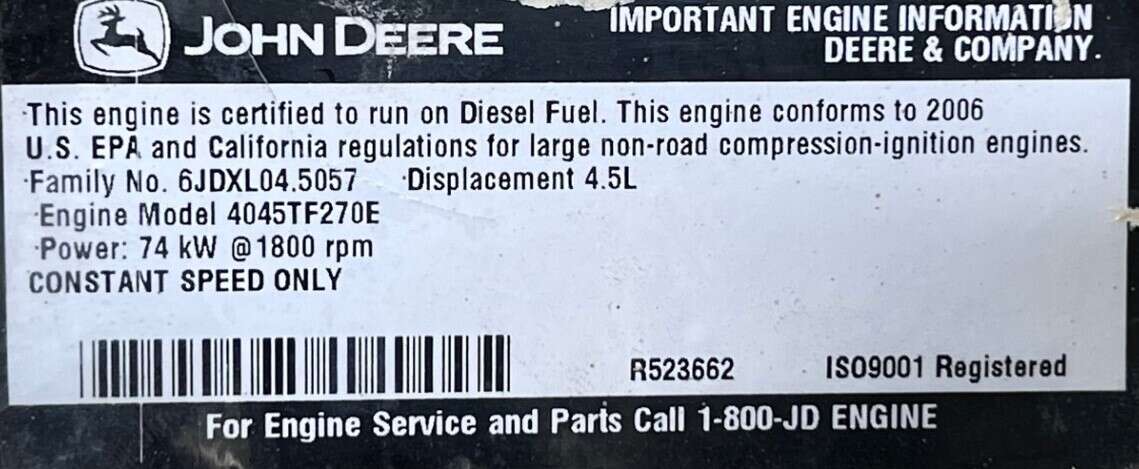 JOHN DEERE
IMPORTANT ENGINE INFORMATION
DEERE & COMPANY.
·This engine is certified to run on Diesel Fuel. This engine conforms to 2006
U.S. EPA and California regulations for large non-road compression-ignition engines.
·Family No. 6JDXL04.5057 ·Displacement 4.5L
·Engine Model 4045TF270E
·Power: 74 kW @1800 rpm
CONSTANT SPEED ONLY
R523662 ISO9001 Registered
For Engine Service and Parts Call 1-800-JD ENGINE